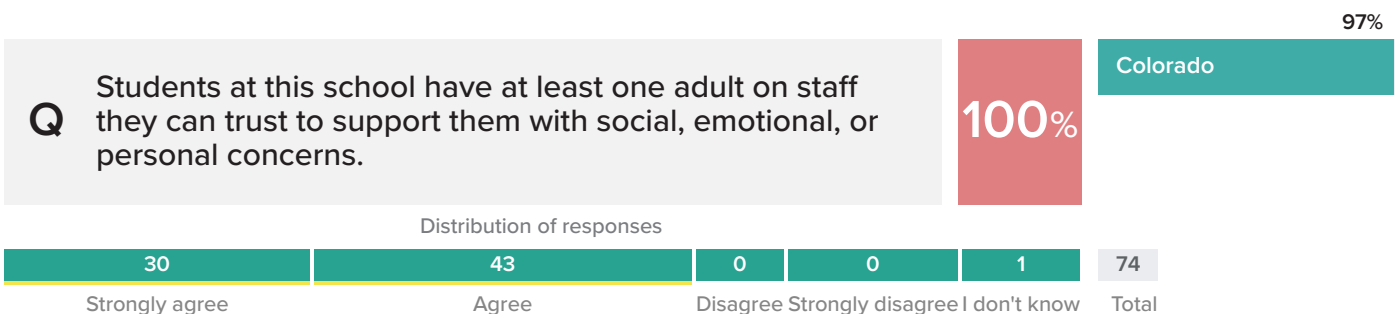 97%
Q
Students at this school have at least one adult on staff
they can trust to support them with social, emotional, or
personal concerns.
100%
Colorado
Distribution of responses
30 43 0 0 1 74
Strongly agree Agree Disagree Strongly disagree I don't know Total